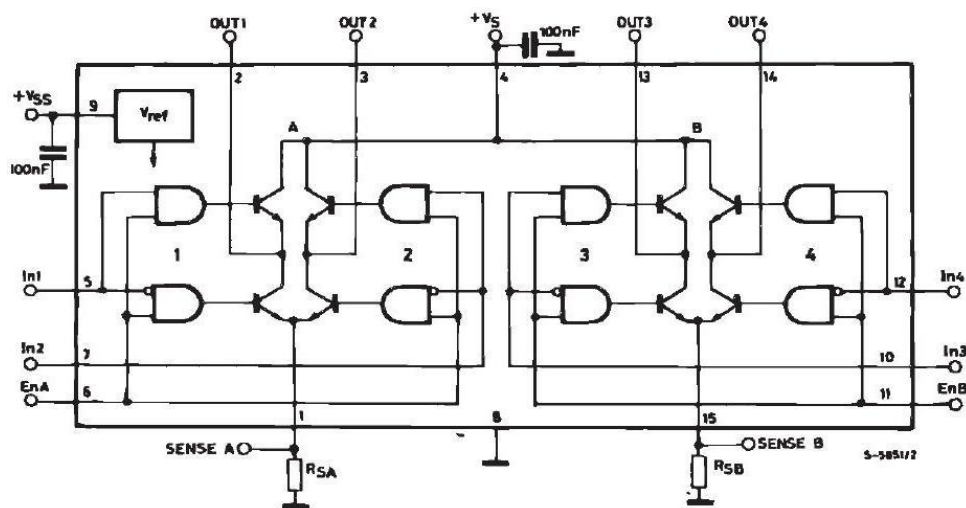 OUT1
OUT2
+VS
100nF
OUT3
OUT4
2
3
4
13
14
+VSS
9
Vref
A
B
100nF
1
2
3
4
In1
5
12
In4
In2
7
10
In3
EnA
6
11
EnB
1
8
15
SENSE A
SENSE B
S-5851/2
RSA
RSB